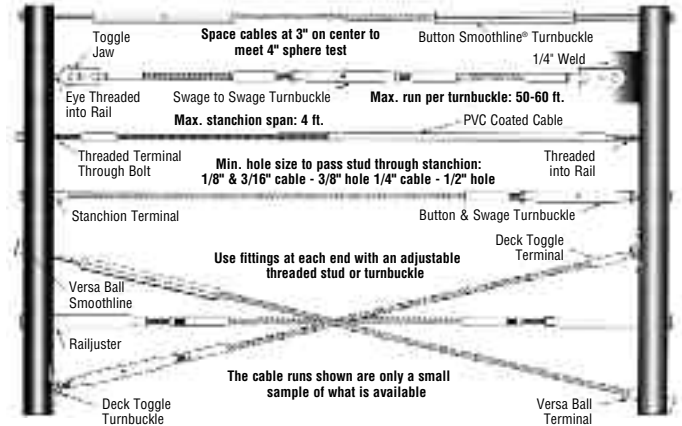 Toggle
Jaw
Space cables at 3" on center to
meet 4" sphere test
Button Smoothline® Turnbuckle
1/4" Weld
Eye Threaded
into Rail
Swage to Swage Turnbuckle
Max. run per turnbuckle: 50-60 ft.
Max. stanchion span: 4 ft.
PVC Coated Cable
Threaded Terminal
Through Bolt
Min. hole size to pass stud through stanchion:
1/8" & 3/16" cable - 3/8" hole 1/4" cable - 1/2" hole
Threaded
into Rail
Stanchion Terminal
Button & Swage Turnbuckle
Deck Toggle
Terminal
Use fittings at each end with an adjustable
threaded stud or turnbuckle
Versa Ball
Smoothline
Railjuster
The cable runs shown are only a small
sample of what is available
Deck Toggle
Turnbuckle
Versa Ball
Terminal